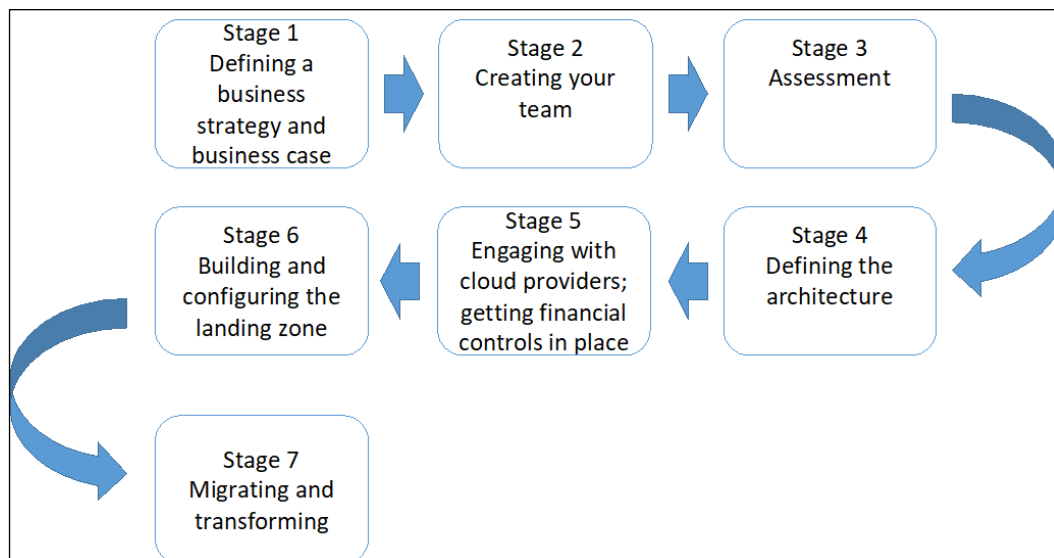 Stage 1
Defining a
business
strategy and
business case
Stage 2
Creating your
team
Stage 3
Assessment
Stage 4
Defining the
architecture
Stage 5
Engaging with
cloud providers;
getting financial
controls in place
Stage 6
Building and
configuring the
landing zone
Stage 7
Migrating and
transforming